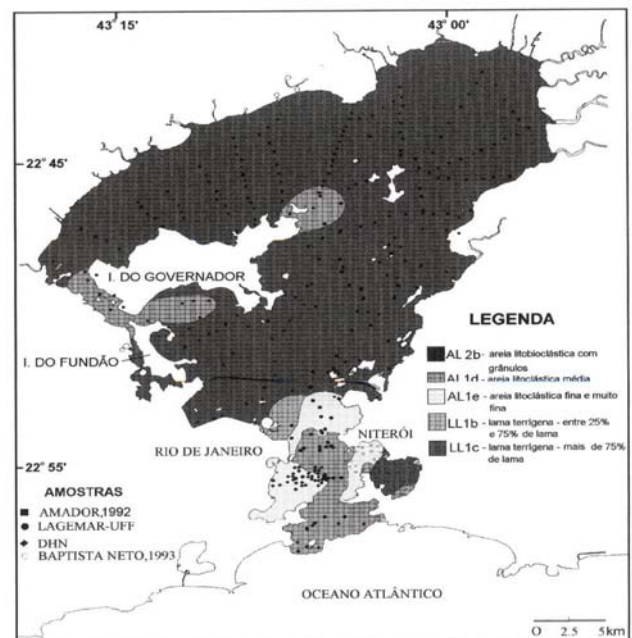 43° 15'
43° 00'
22° 45'
I. DO GOVERNADOR
I. DO FUNDÃO
LEGENDA
AL 2b - areia litobioclástica com
grânulos
AL1d - areia litoclástica média
AL1e - areia litoclástica fina e muito
fina
LL1b - lama terrígena - entre 25%
e 75% de lama
LL1c - lama terrígena - mais de 75%
de lama
RIO DE JANEIRO
NITERÓI
22° 55'
AMOSTRAS
AMADOR,1992
LAGEMAR-UFF
DHN
BAPTISTA NETO,1993
OCEANO ATLÂNTICO
O 2.5 5km